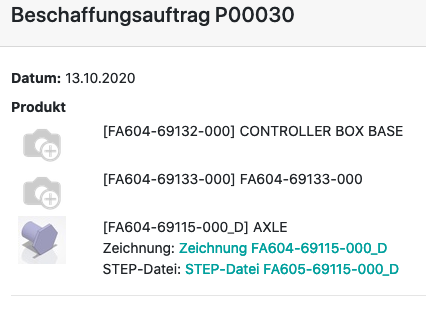 Beschaffungsauftrag P00030
Datum: 13.10.2020
Produkt
[FA604-69132-000] CONTROLLER BOX BASE
[FA604-69133-000] FA604-69133-000
[FA604-69115-000_D] AXLE
Zeichnung: Zeichnung FA604-69115-000_D
STEP-Datei: STEP-Datei FA605-69115-000_D